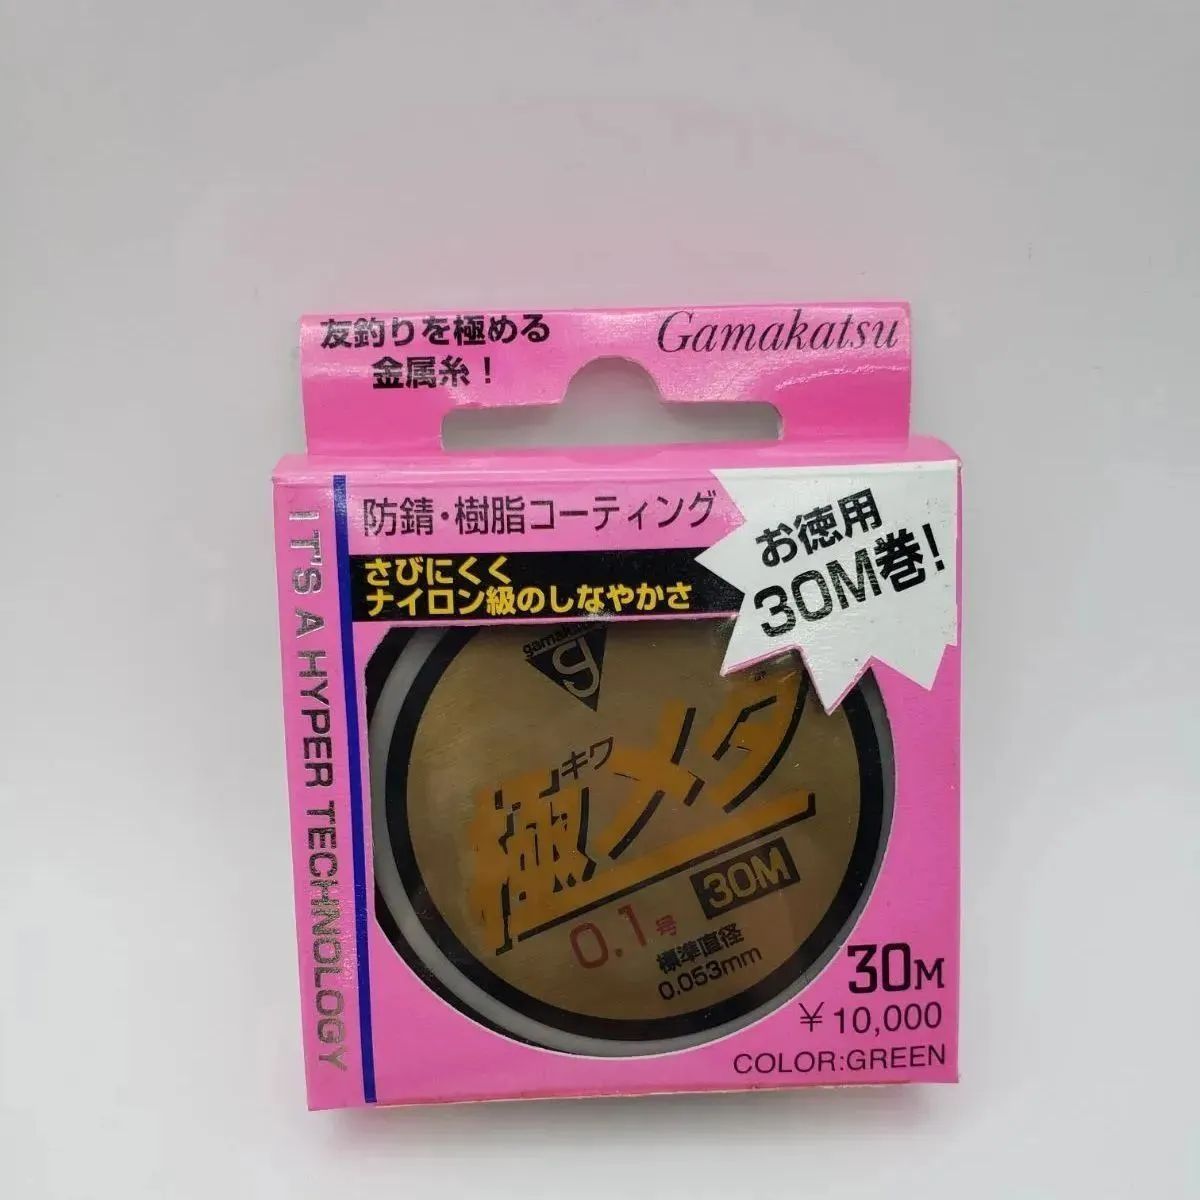 友釣りを極める
金属糸！
Gamakatsu
防錆・樹脂コーティング
さびにくく
ナイロン級のしなやかさ
お徳用
30M巻！
IT'S A HYPER TECHNOLOGY
g
キワ
極メタ
30M
0.1号
標準直径
0.053mm
30M
￥10,000
COLOR:GREEN